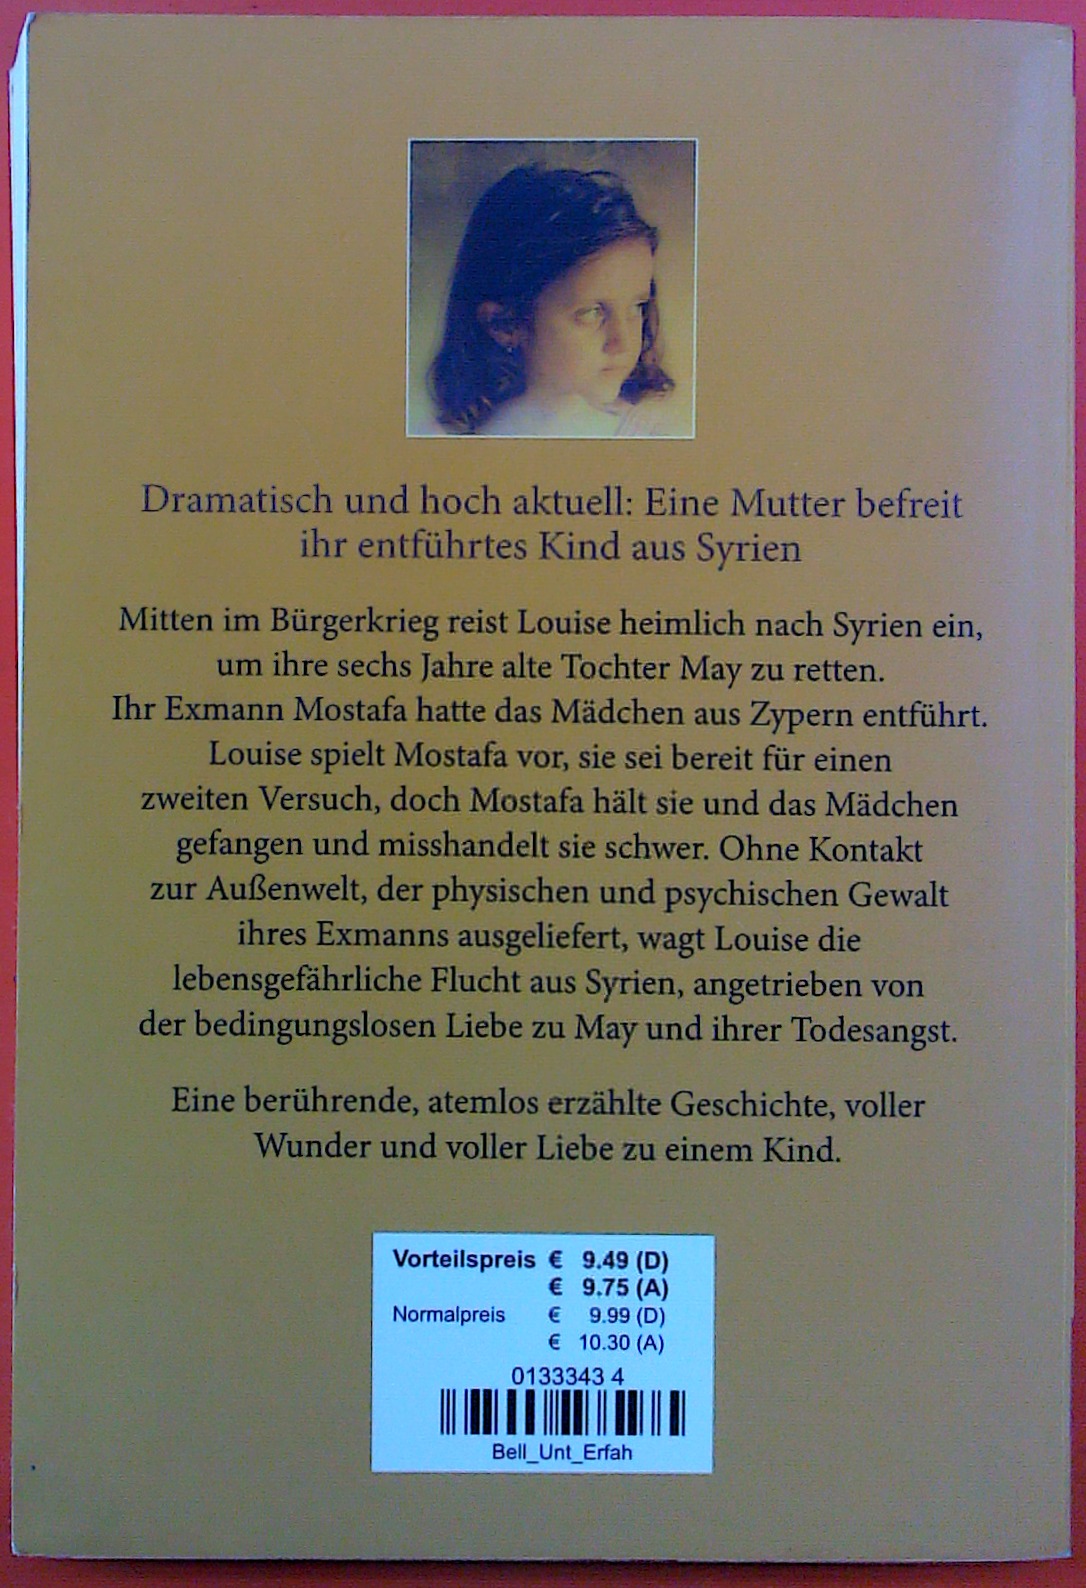 Dramatisch und hoch aktuell: Eine Mutter befreit
ihr entführtes Kind aus Syrien
Mitten im Bürgerkrieg reist Louise heimlich nach Syrien ein,
um ihre sechs Jahre alte Tochter May zu retten.
Ihr Exmann Mostafa hatte das Mädchen aus Zypern entführt.
Louise spielt Mostafa vor, sie sei bereit für einen
zweiten Versuch, doch Mostafa hält sie und das Mädchen
gefangen und misshandelt sie schwer. Ohne Kontakt
zur Außenwelt, der physischen und psychischen Gewalt
ihres Exmanns ausgeliefert, wagt Louise die
lebensgefährliche Flucht aus Syrien, angetrieben von
der bedingungslosen Liebe zu May und ihrer Todesangst.
Eine berührende, atemlos erzählte Geschichte, voller
Wunder und voller Liebe zu einem Kind.
Vorteilspreis € 9.49 (D)
€ 9.75 (A)
Normalpreis € 9.99 (D)
€ 10.30 (A)
0133343 4
Bell_Unt_Erfah